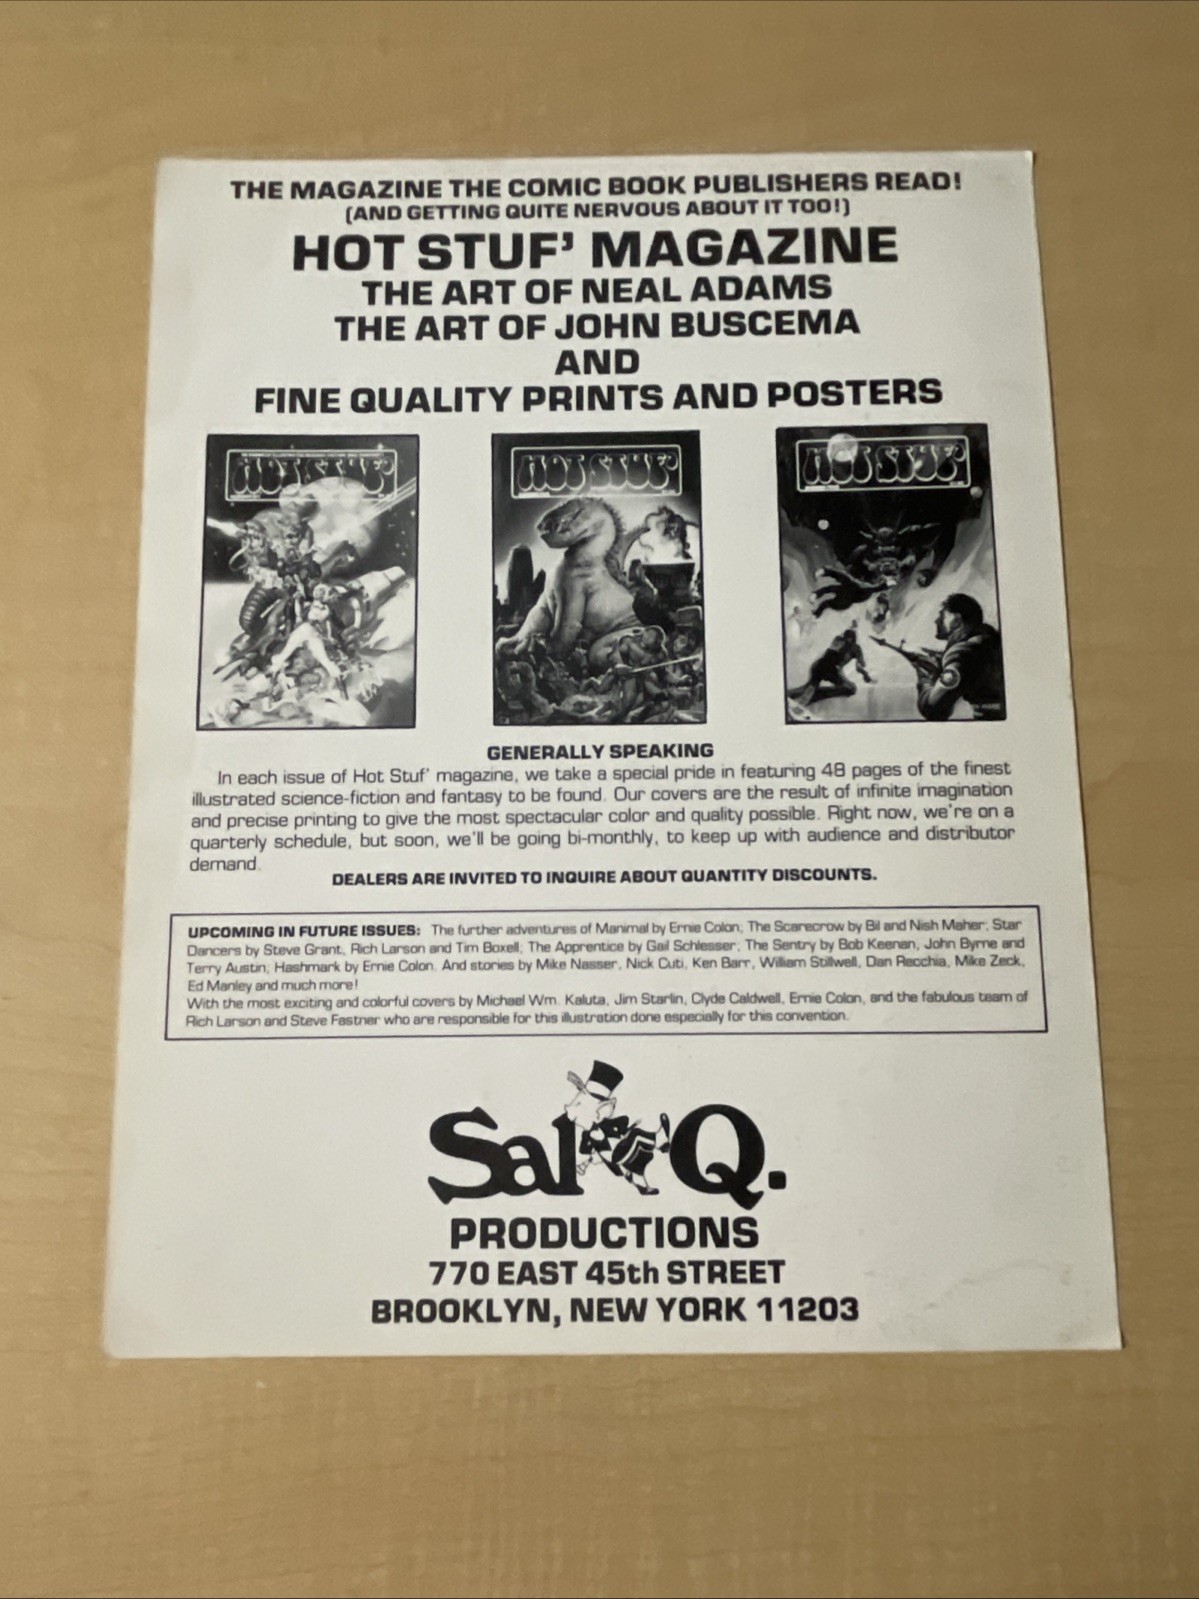 THE MAGAZINE THE COMIC BOOK PUBLISHERS READ!
(AND GETTING QUITE NERVOUS ABOUT IT TOO!)
HOT STUF' MAGAZINE
THE ART OF NEAL ADAMS
THE ART OF JOHN BUSCEMA
AND
FINE QUALITY PRINTS AND POSTERS
HOT STUF'
HOT STUF'
HOT STUF'
GENERALLY SPEAKING
In each issue of Hot Stuf' magazine, we take a special pride in featuring 48 pages of the finest
illustrated science-fiction and fantasy to be found. Our covers are the result of infinite imagination
and precise printing to give the most spectacular color and quality possible. Right now, we're on a
quarterly schedule, but soon, we'll be going bi-monthly, to keep up with audience and distributor
demand.
DEALERS ARE INVITED TO INQUIRE ABOUT QUANTITY DISCOUNTS.
UPCOMING IN FUTURE ISSUES: The further adventures of Manimal by Ernie Colon; The Scarecrow by Bil and Nish Maher; Star
Dancers by Steve Grant, Rich Larson and Tim Boxell; The Apprentice by Gail Schlesser; The Sentry by Bob Keenan, John Byrne and
Terry Austin; Hashmark by Ernie Colon. And stories by Mike Nasser, Nick Cuti, Ken Barr, William Stillwell, Dan Recchia, Mike Zeck,
Ed Manley and much more!
With the most exciting and colorful covers by Michael Wm. Kaluta, Jim Starlin, Clyde Caldwell, Ernie Colon, and the fabulous team of
Rich Larson and Steve Fastner who are responsible for this illustration done especially for this convention.
Sal Q.
PRODUCTIONS
770 EAST 45th STREET
BROOKLYN, NEW YORK 11203